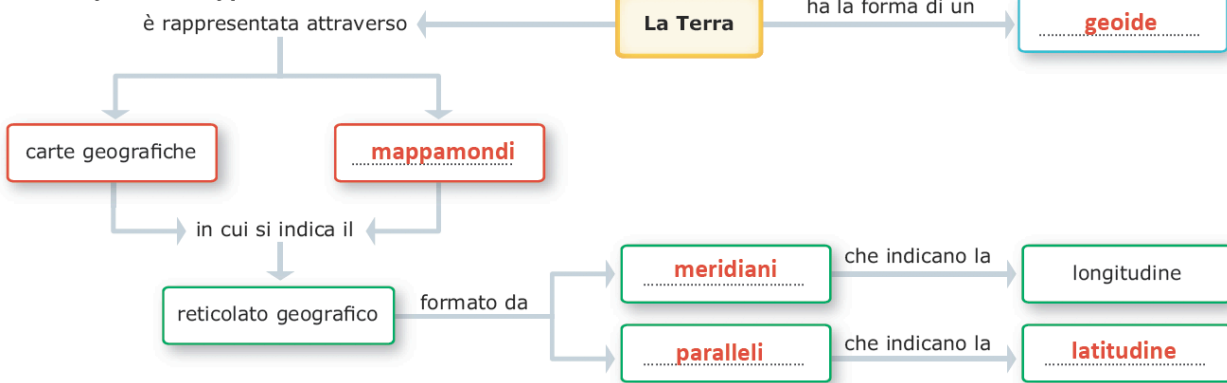 ha la forma di un
è rappresentata attraverso
La Terra
geoide
carte geografiche
mappamondi
in cui si indica il
meridiani
che indicano la
longitudine
reticolato geografico
formato da
paralleli
che indicano la
latitudine